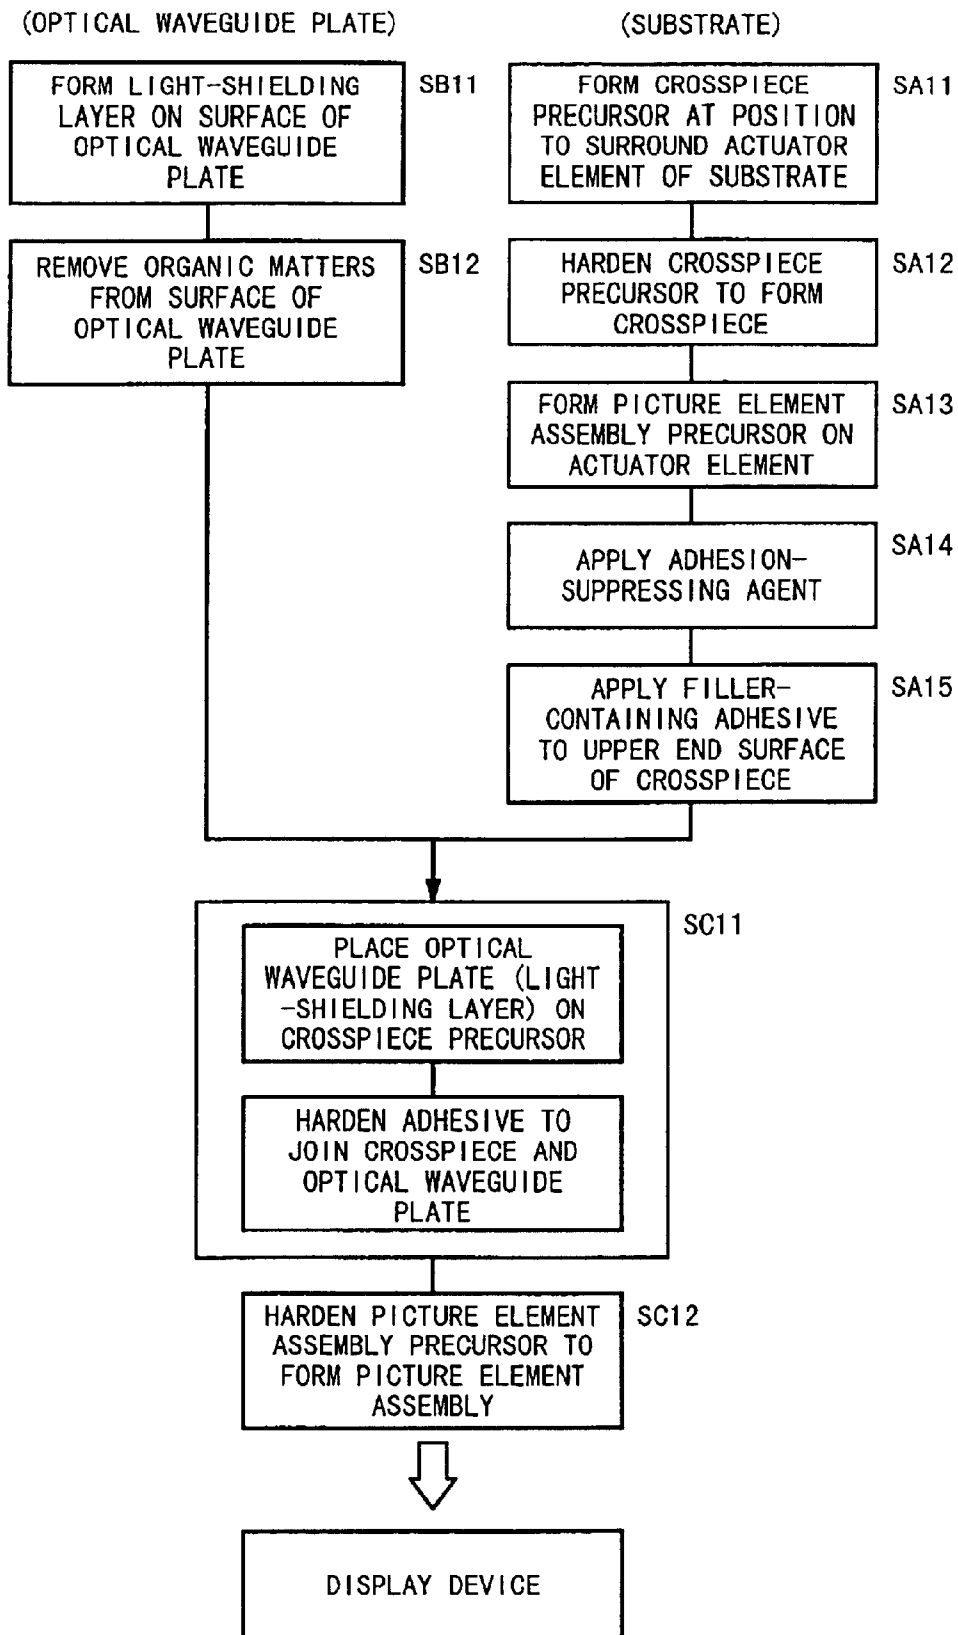 (OPTICAL WAVEGUIDE PLATE)
FORM LIGHT-SHIELDING
LAYER ON SURFACE OF
OPTICAL WAVEGUIDE
PLATE
SB11
REMOVE ORGANIC MATTERS
FROM SURFACE OF
OPTICAL WAVEGUIDE
PLATE
SB12
(SUBSTRATE)
FORM CROSSPIECE
PRECURSOR AT POSITION
TO SURROUND ACTUATOR
ELEMENT OF SUBSTRATE
SA11
HARDEN CROSSPIECE
PRECURSOR TO FORM
CROSSPIECE
SA12
FORM PICTURE ELEMENT
ASSEMBLY PRECURSOR ON
ACTUATOR ELEMENT
SA13
APPLY ADHESION-
SUPPRESSING AGENT
SA14
APPLY FILLER-
CONTAINING ADHESIVE
TO UPPER END SURFACE
OF CROSSPIECE
SA15
PLACE OPTICAL
WAVEGUIDE PLATE (LIGHT
-SHIELDING LAYER) ON
CROSSPIECE PRECURSOR
SC11
HARDEN ADHESIVE TO
JOIN CROSSPIECE AND
OPTICAL WAVEGUIDE
PLATE
HARDEN PICTURE ELEMENT
ASSEMBLY PRECURSOR TO
FORM PICTURE ELEMENT
ASSEMBLY
SC12
DISPLAY DEVICE